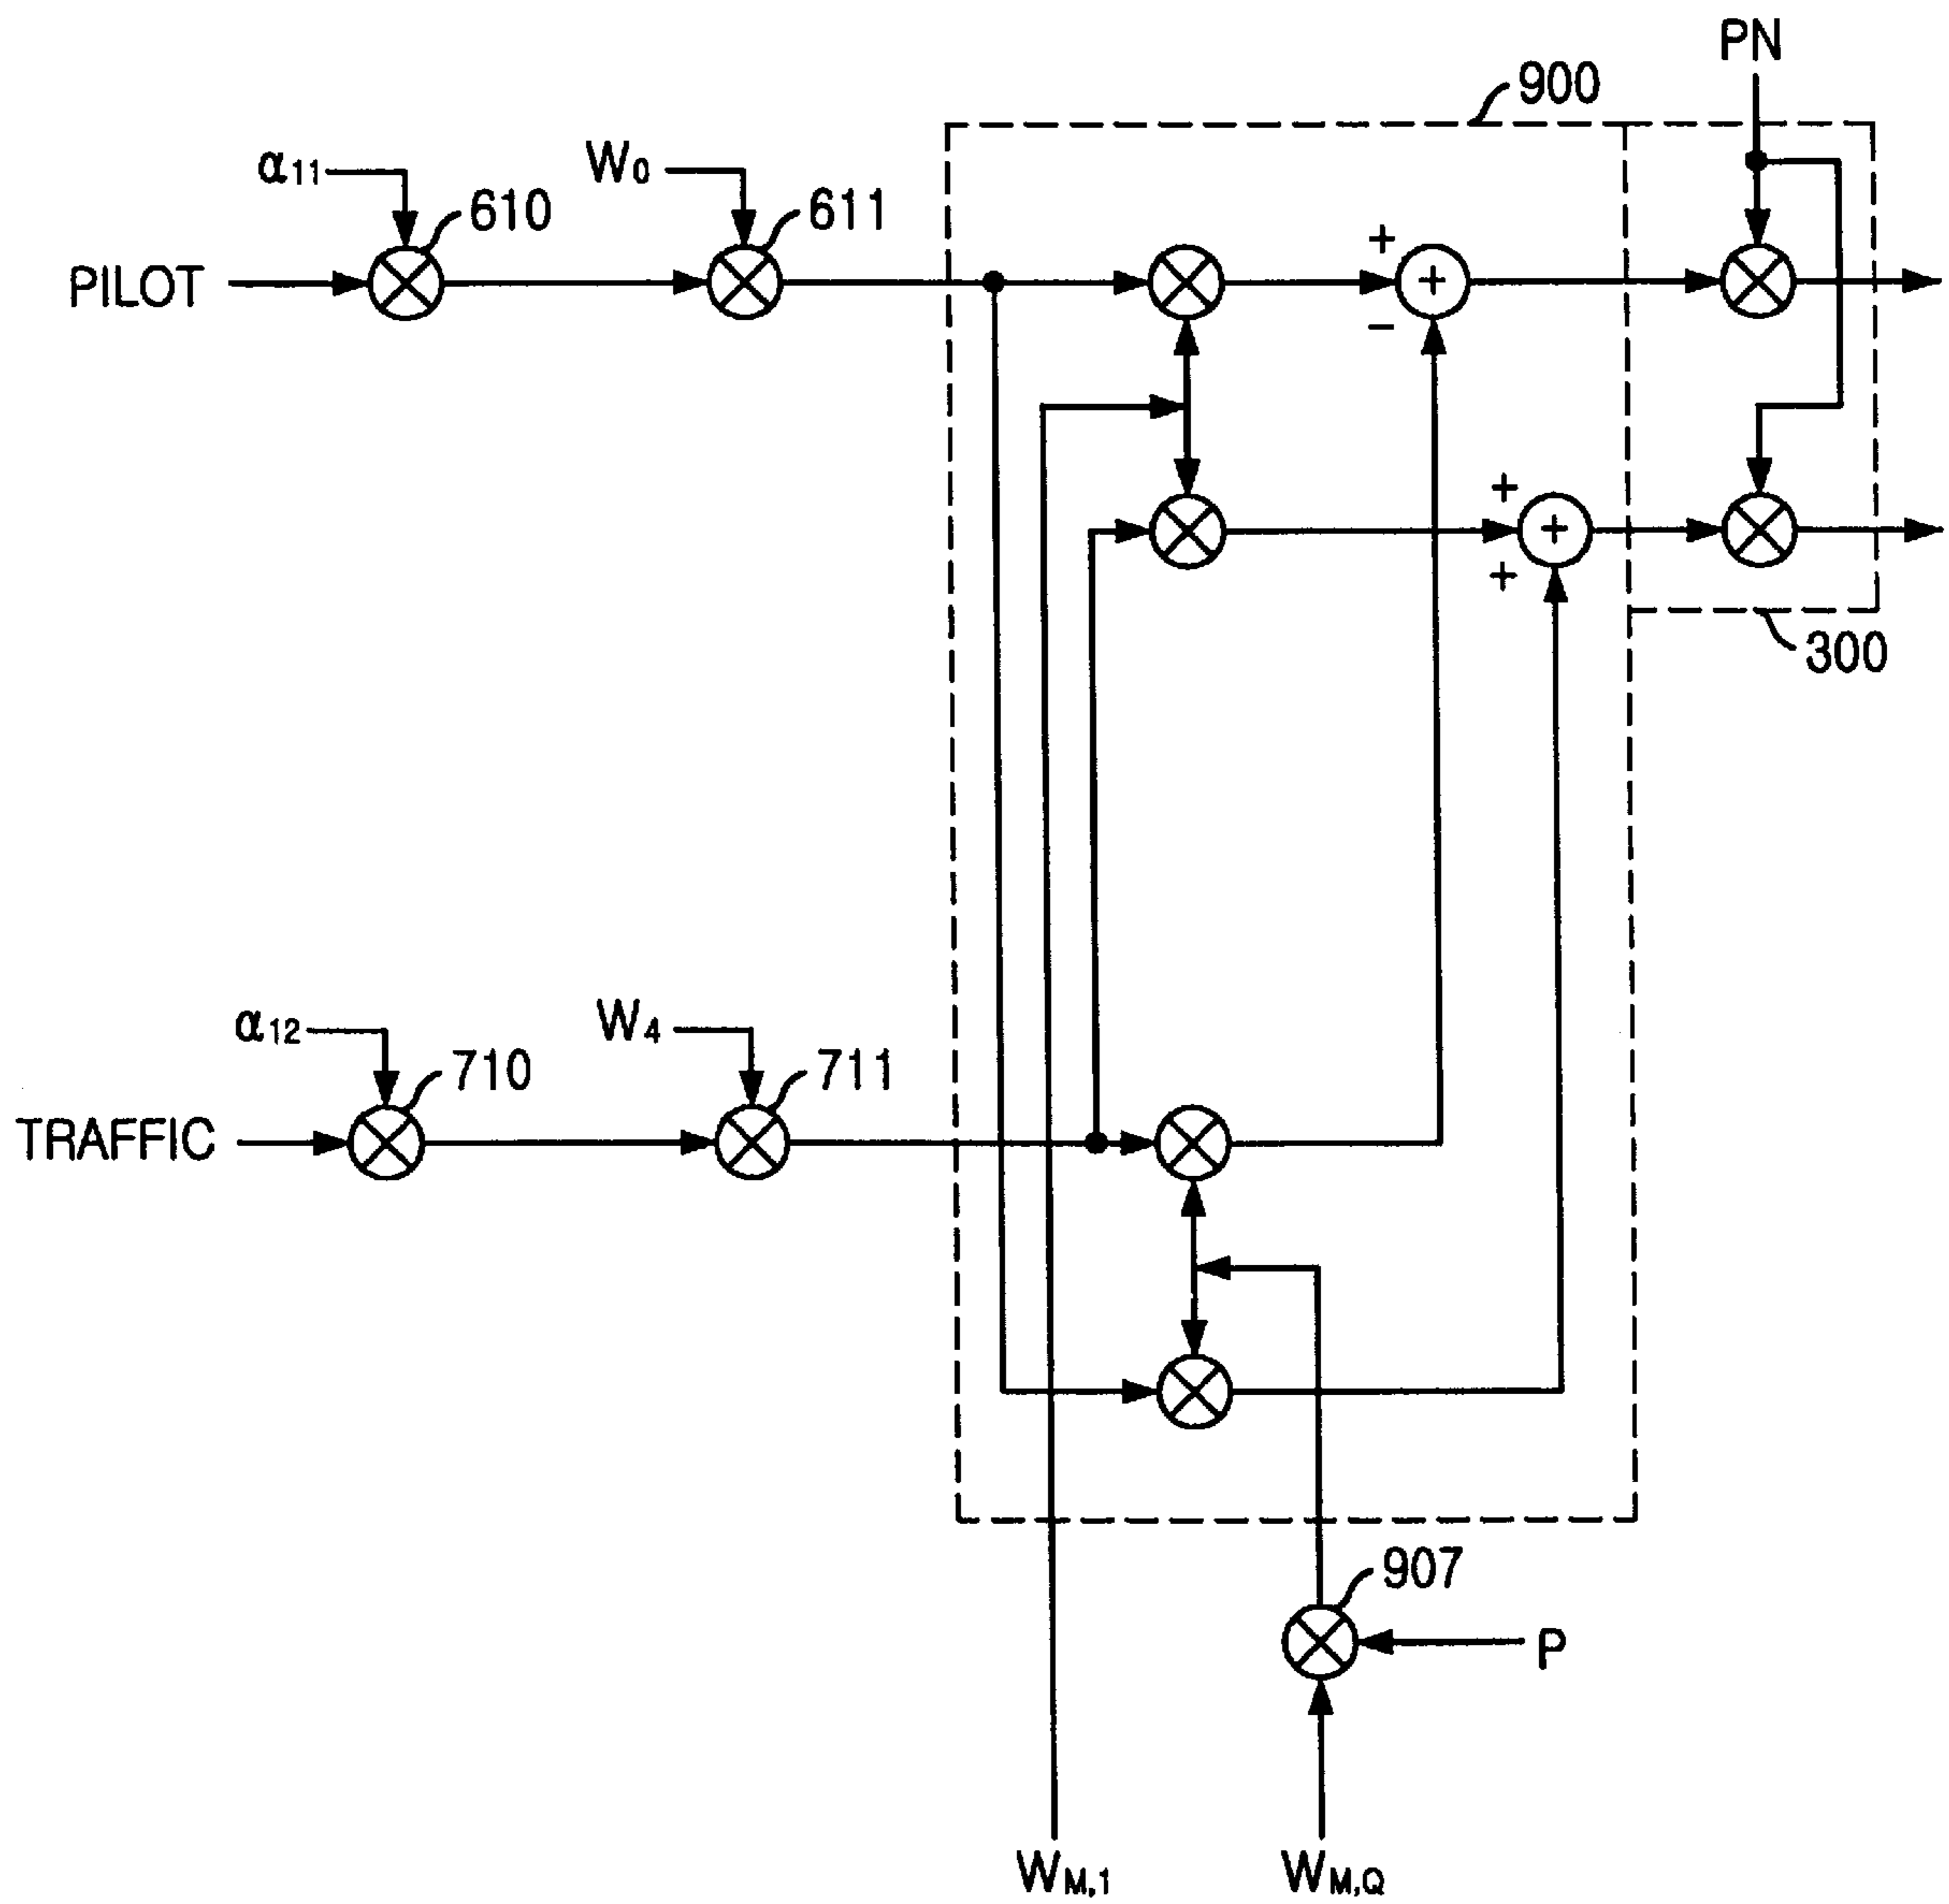 PN
900
α11
W0
610
611
+
PILOT
+
−
+
+
+
300
α12
W4
710
711
TRAFFIC
907
P
WM,1
WM,Q